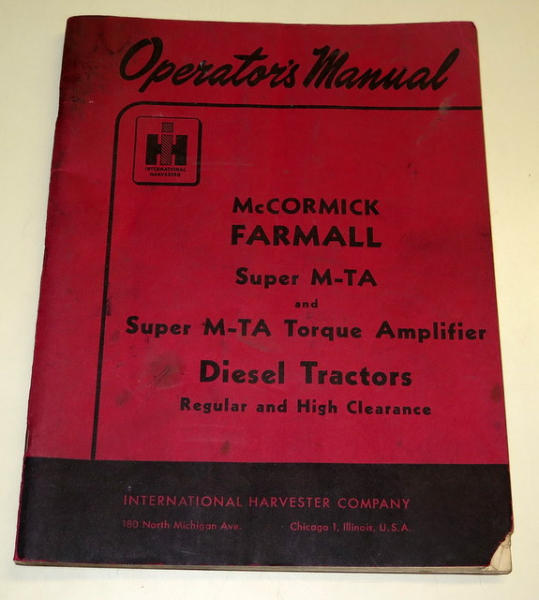 Operator's Manual
IH
INTERNATIONAL
HARVESTER
McCORMICK
FARMALL
Super M-TA
and
Super M-TA Torque Amplifier
Diesel Tractors
Regular and High Clearance
INTERNATIONAL HARVESTER COMPANY
180 North Michigan Ave. Chicago 1, Illinois, U.S.A.